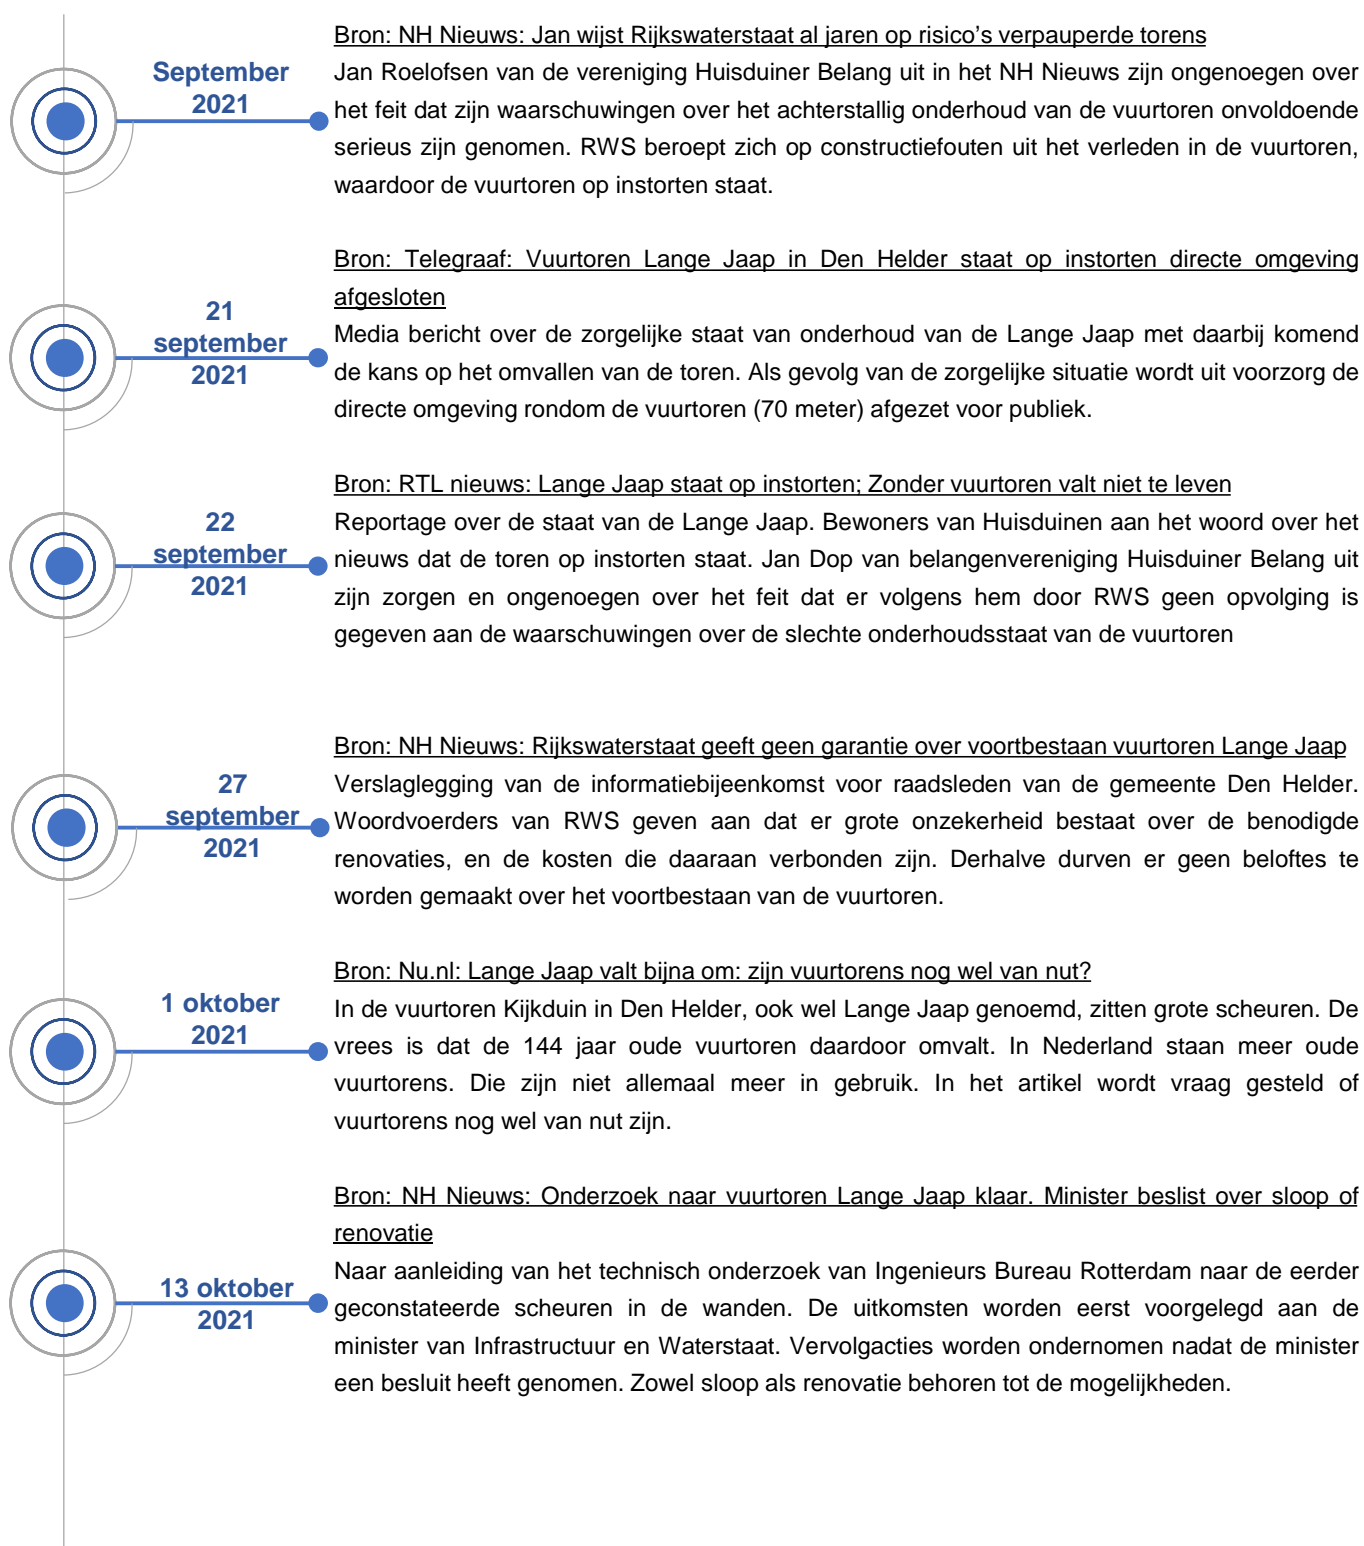 Bron: NH Nieuws: Jan wijst Rijkswaterstaat al jaren op risico's verpauperde torens
September
2021
Jan Roelofsen van de vereniging Huisduiner Belang uit in het NH Nieuws zijn ongenoegen over
het feit dat zijn waarschuwingen over het achterstallig onderhoud van de vuurtoren onvoldoende
serieus zijn genomen. RWS beroept zich op constructiefouten uit het verleden in de vuurtoren,
waardoor de vuurtoren op instorten staat.
Bron: Telegraaf: Vuurtoren Lange Jaap in Den Helder staat op instorten directe omgeving
afgesloten
21
september
2021
Media bericht over de zorgelijke staat van onderhoud van de Lange Jaap met daarbij komend
de kans op het omvallen van de toren. Als gevolg van de zorgelijke situatie wordt uit voorzorg de
directe omgeving rondom de vuurtoren (70 meter) afgezet voor publiek.
Bron: RTL nieuws: Lange Jaap staat op instorten; Zonder vuurtoren valt niet te leven
22
september
2021
Reportage over de staat van de Lange Jaap. Bewoners van Huisduinen aan het woord over het
nieuws dat de toren op instorten staat. Jan Dop van belangenvereniging Huisduiner Belang uit
zijn zorgen en ongenoegen over het feit dat er volgens hem door RWS geen opvolging is
gegeven aan de waarschuwingen over de slechte onderhoudsstaat van de vuurtoren
Bron: NH Nieuws: Rijkswaterstaat geeft geen garantie over voortbestaan vuurtoren Lange Jaap
27
september
2021
Verslaglegging van de informatiebijeenkomst voor raadsleden van de gemeente Den Helder.
Woordvoerders van RWS geven aan dat er grote onzekerheid bestaat over de benodigde
renovaties, en de kosten die daaraan verbonden zijn. Derhalve durven er geen beloftes te
worden gemaakt over het voortbestaan van de vuurtoren.
Bron: Nu.nl: Lange Jaap valt bijna om: zijn vuurtorens nog wel van nut?
1 oktober
2021
In de vuurtoren Kijkduin in Den Helder, ook wel Lange Jaap genoemd, zitten grote scheuren. De
vrees is dat de 144 jaar oude vuurtoren daardoor omvalt. In Nederland staan meer oude
vuurtorens. Die zijn niet allemaal meer in gebruik. In het artikel wordt vraag gesteld of
vuurtorens nog wel van nut zijn.
Bron: NH Nieuws: Onderzoek naar vuurtoren Lange Jaap klaar. Minister beslist over sloop of
renovatie
13 oktober
2021
Naar aanleiding van het technisch onderzoek van Ingenieurs Bureau Rotterdam naar de eerder
geconstateerde scheuren in de wanden. De uitkomsten worden eerst voorgelegd aan de
minister van Infrastructuur en Waterstaat. Vervolgacties worden ondernomen nadat de minister
een besluit heeft genomen. Zowel sloop als renovatie behoren tot de mogelijkheden.